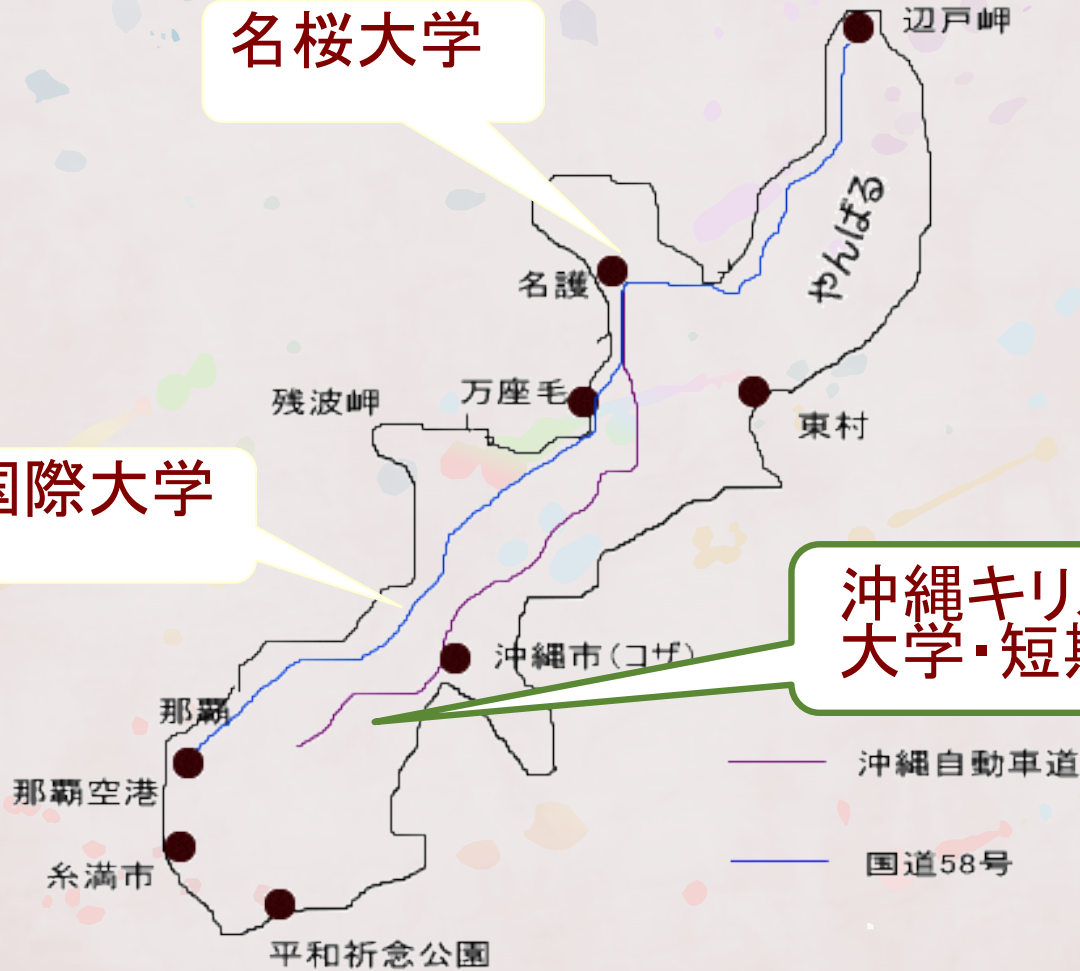 名桜大学
辺戸岬
やんばる
名護
万座毛
残波岬
東村
国際大学
沖縄キリ
大学・短
沖縄市（コザ）
那覇
那覇空港
糸満市
平和祈念公園
沖縄自動車道
国道58号